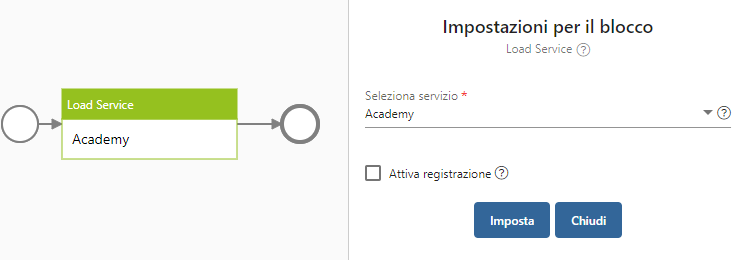 Load Service
Academy
Impostazioni per il blocco
Load Service ?
Seleziona servizio *
Academy ?
Attiva registrazione ?
Imposta
Chiudi